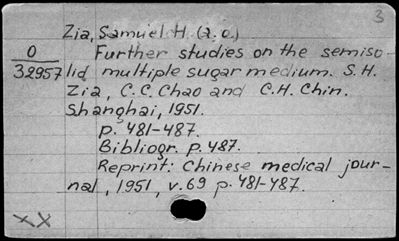 3
Zia, Samuel H. (a.o.)
0 Further studies on the semiso-
32957 lid multiple sugar medium. S.H.
Zia, C.C. Chao and C.H. Chin.
Shanghai, 1951.
p. 481-487.
Bibliogr. p. 487.
Reprint: Chinese medical jour-
nal, 1951, v. 69 p. 481-487.
XX